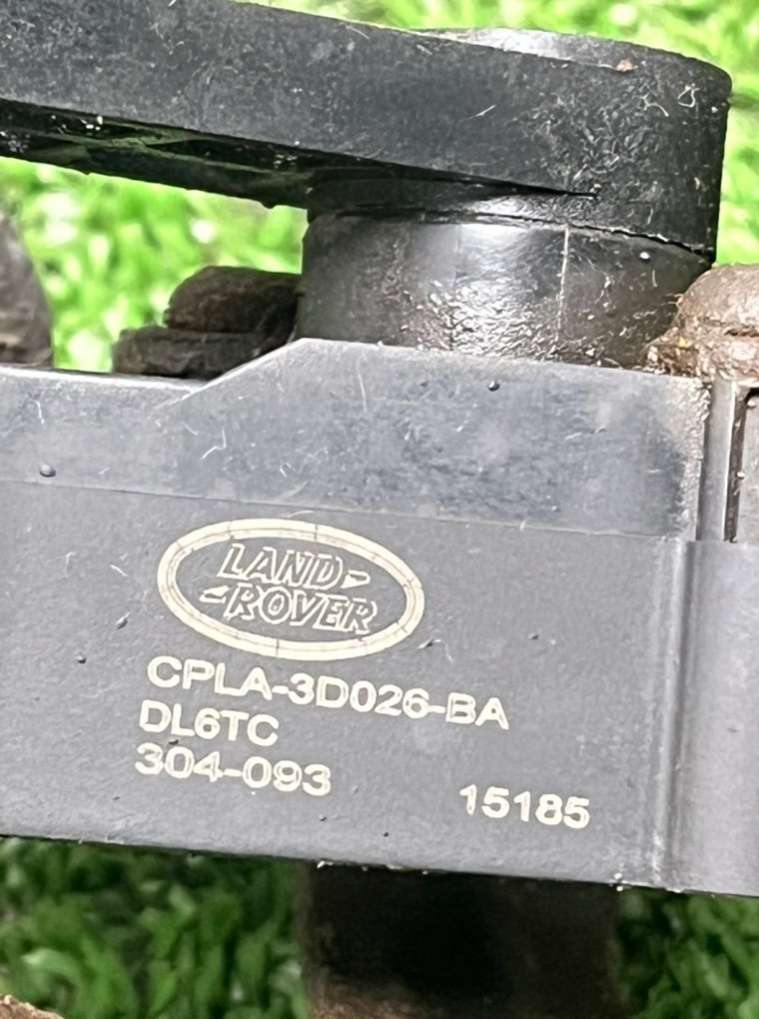 LAND-
-ROVER
CPLA-3D026-BA
DL6TC
304-093
15185